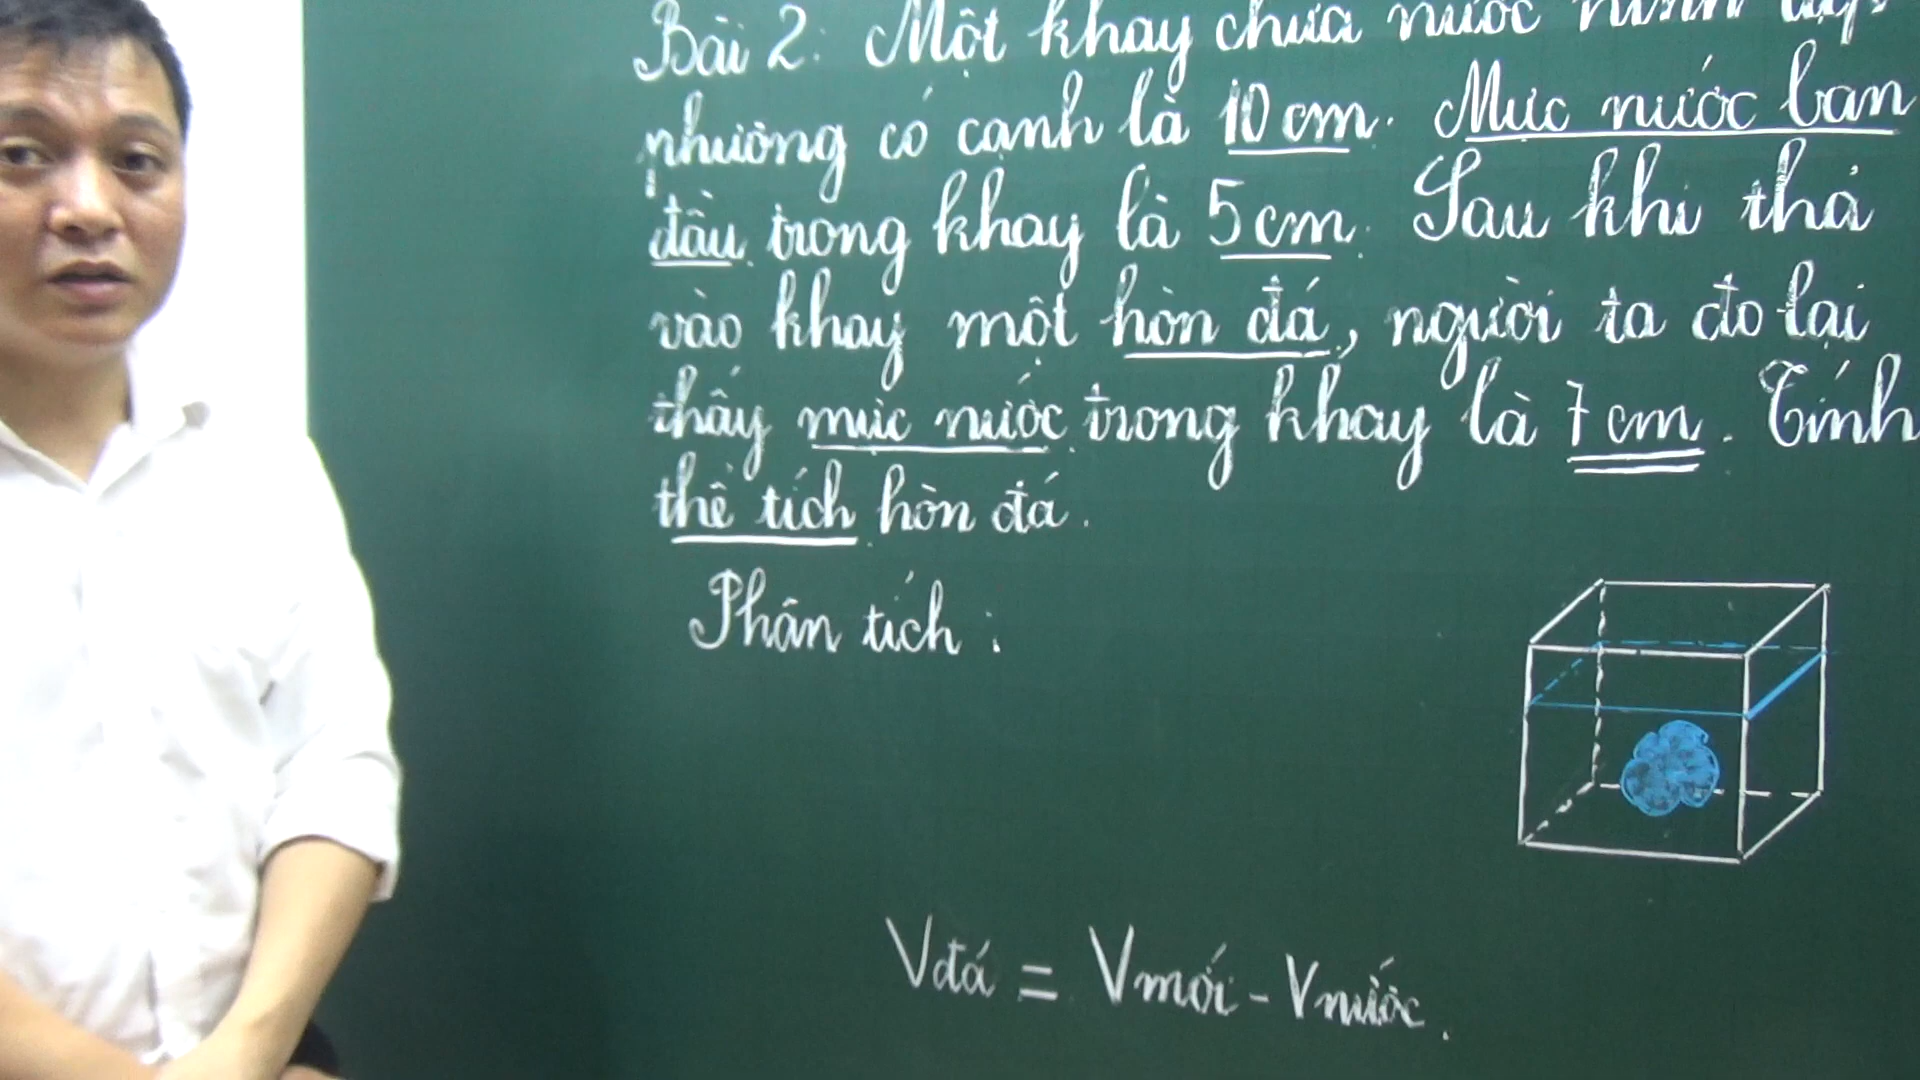 Bài 2: Một khay chứa nước hình lập
phương có cạnh là 10 cm. Mực nước ban
đầu trong khay là 5 cm. Sau khi thả
vào khay một hòn đá, người ta đo lại
thấy mực nước trong khay là 7 cm. Tính
thể tích hòn đá.
Phân tích :
Vđá = Vmới - Vnước.